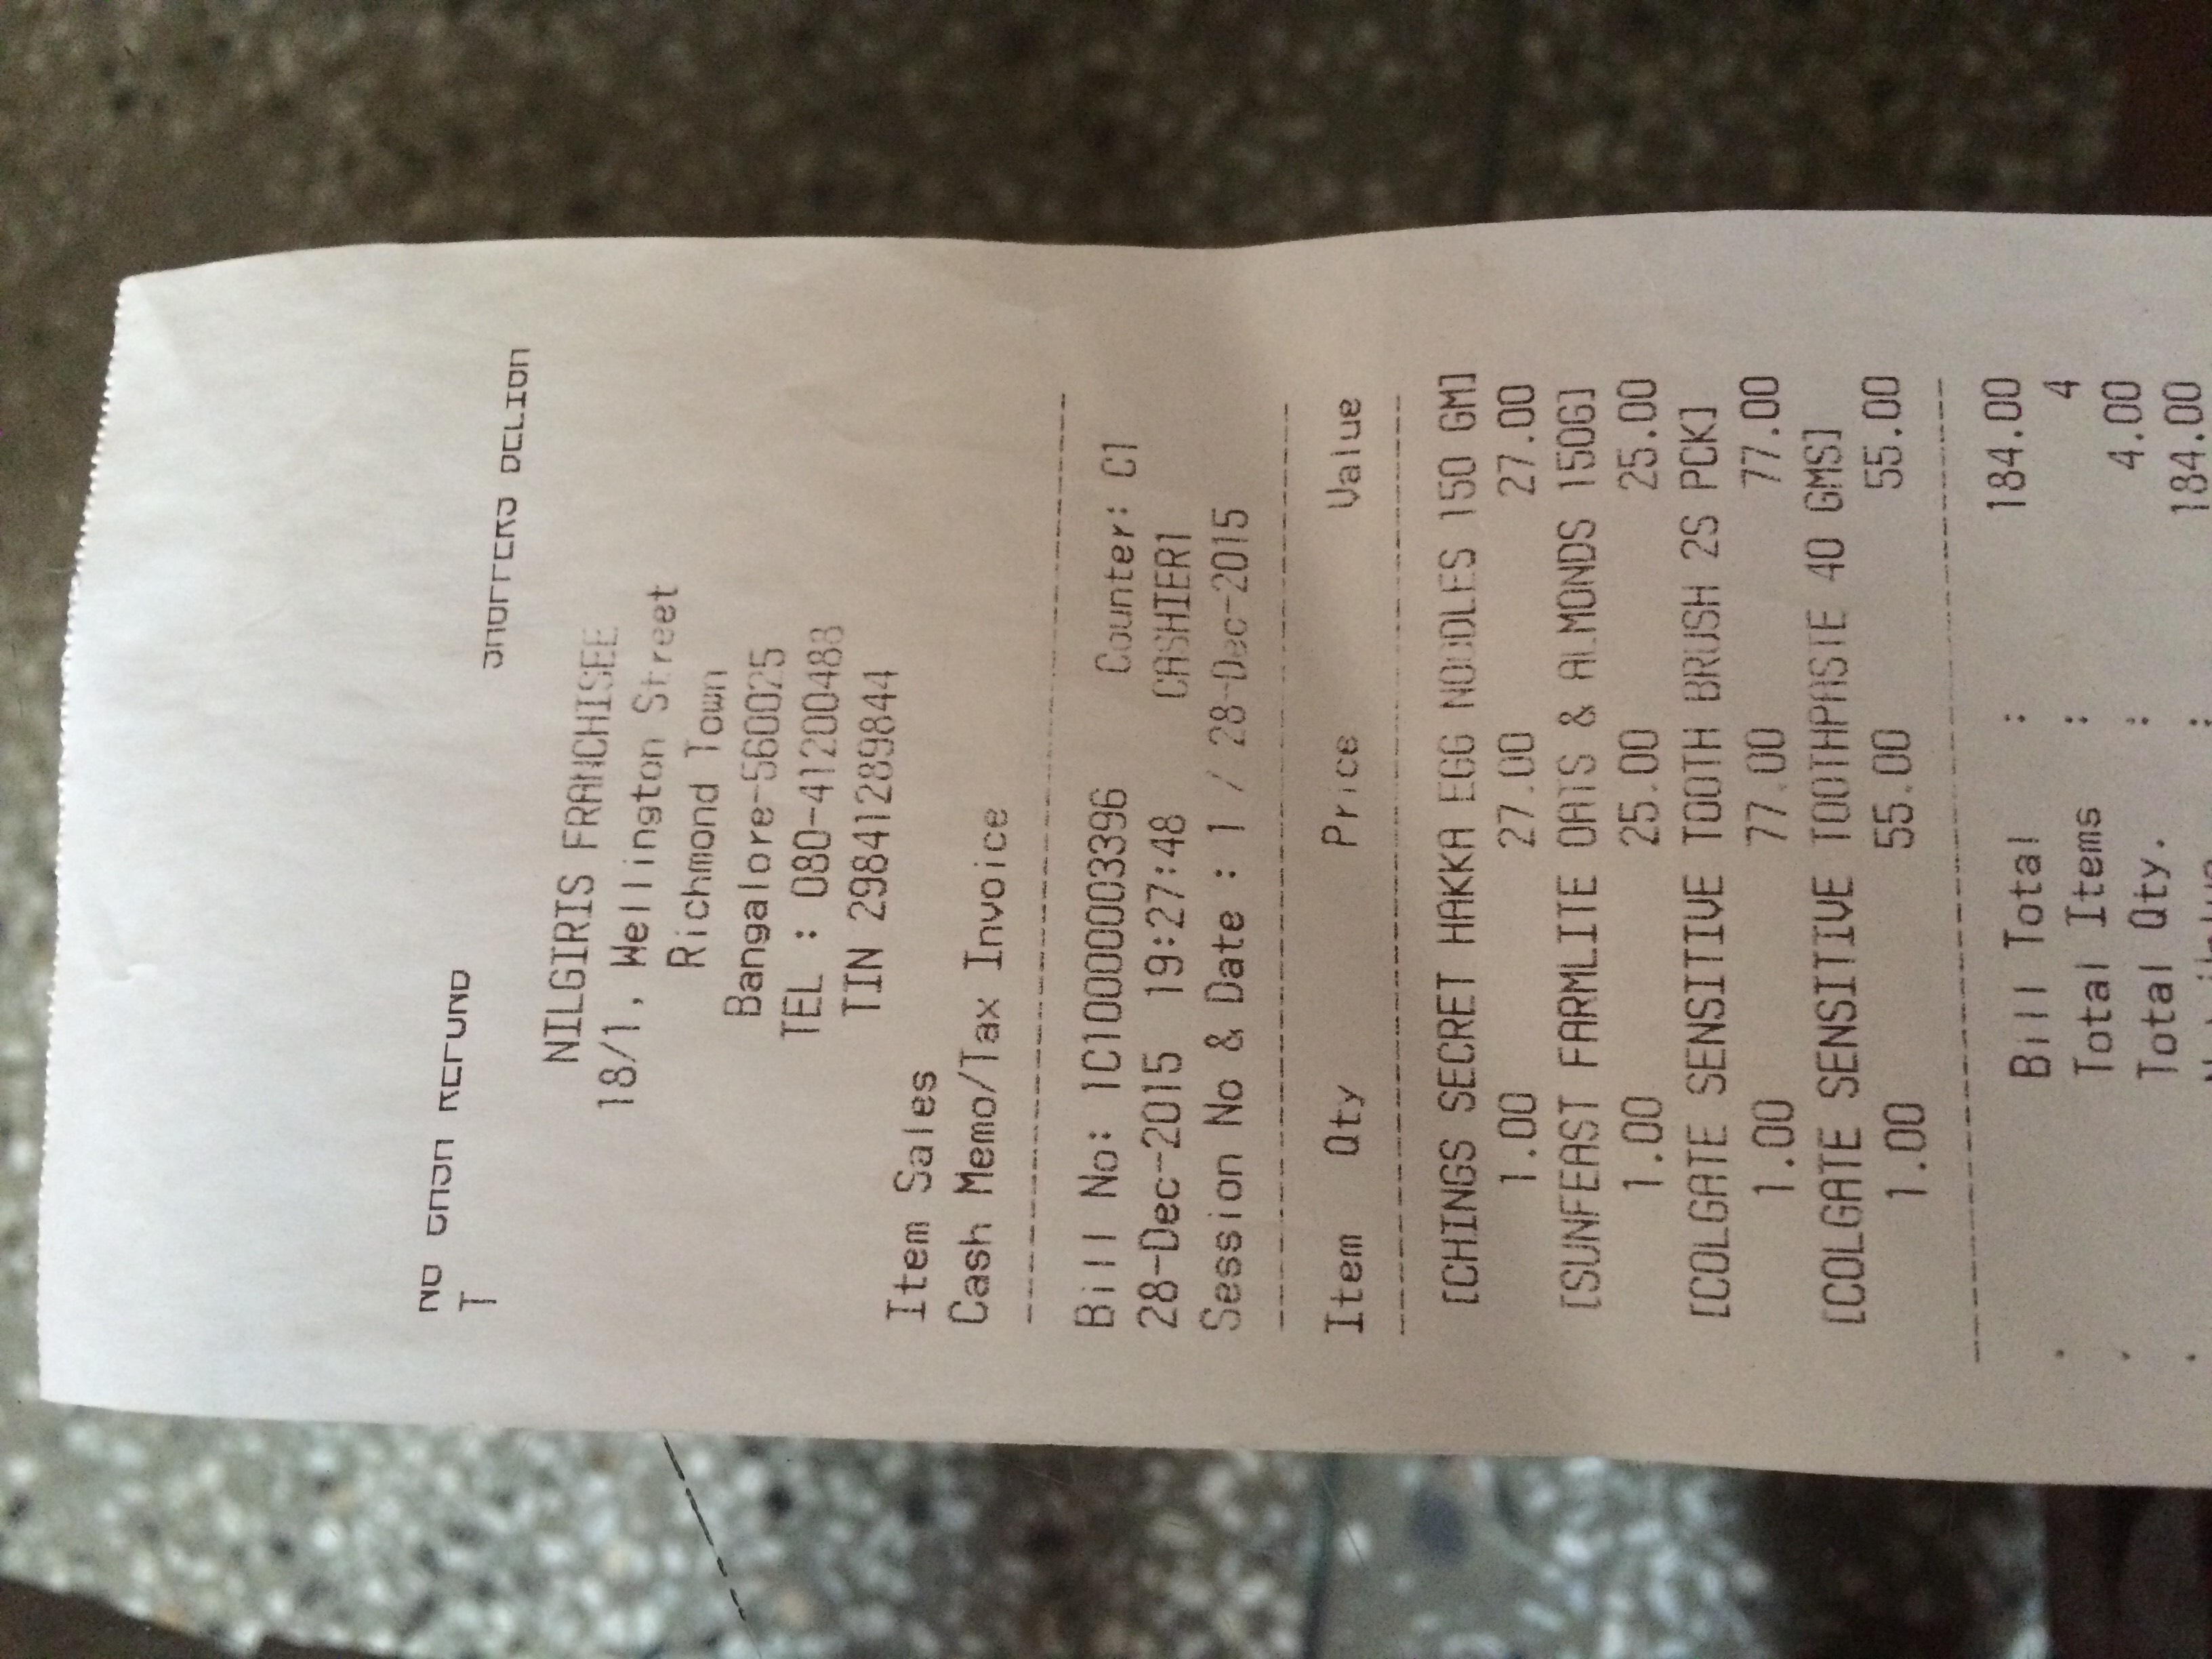 NO CASH REFUND
T
NILGIRIS FRANCHISEE
18/1, Wellington Street
Richmond Town
Bangalore-560025
TEL : 080-41200488
TIN 29841289844
Item Sales
Cash Memo/Tax Invoice
Bill No: 1C10000003396 Counter: C1
28-Dec-2015 19:27:48 CASHIER1
Session No & Date : 1 / 28-Dec-2015
Item Qty Price Value
[CHINGS SECRET HAKKA EGG NOODLES 150 GM]
1.00 27.00 27.00
[SUNFEAST FARMLITE OATS & ALMONDS 150G]
1.00 25.00 25.00
[COLGATE SENSITIVE TOOTH BRUSH 2S PCK]
1.00 77.00 77.00
[COLGATE SENSITIVE TOOTHPASTE 40 GMS]
1.00 55.00 55.00
Bill Total : 184.00
Total Items : 4
Total Qty. : 4.00
Net Value : 184.00